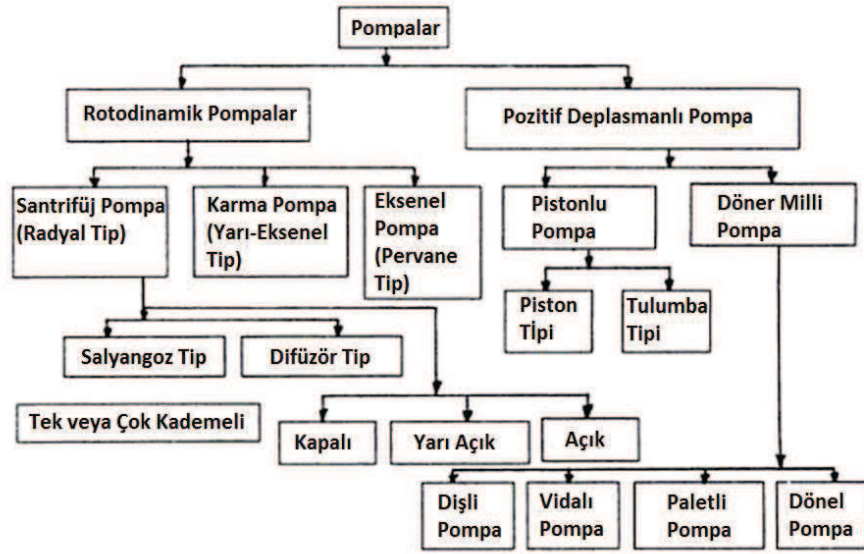 Pompalar
Rotodinamik Pompalar
Pozitif Deplasmanlı Pompa
Santrifüj Pompa
(Radyal Tip)
Karma Pompa
(Yarı-Eksenel
Tip)
Eksenel
Pompa
(Pervane
Tip)
Pistonlu
Pompa
Döner Milli
Pompa
Piston
Tİpi
Tulumba
Tipi
Salyangoz Tip
Difüzör Tip
Tek veya Çok Kademeli
Kapalı
Yarı Açık
Açık
Dişli
Pompa
Vidalı
Pompa
Paletli
Pompa
Dönel
Pompa